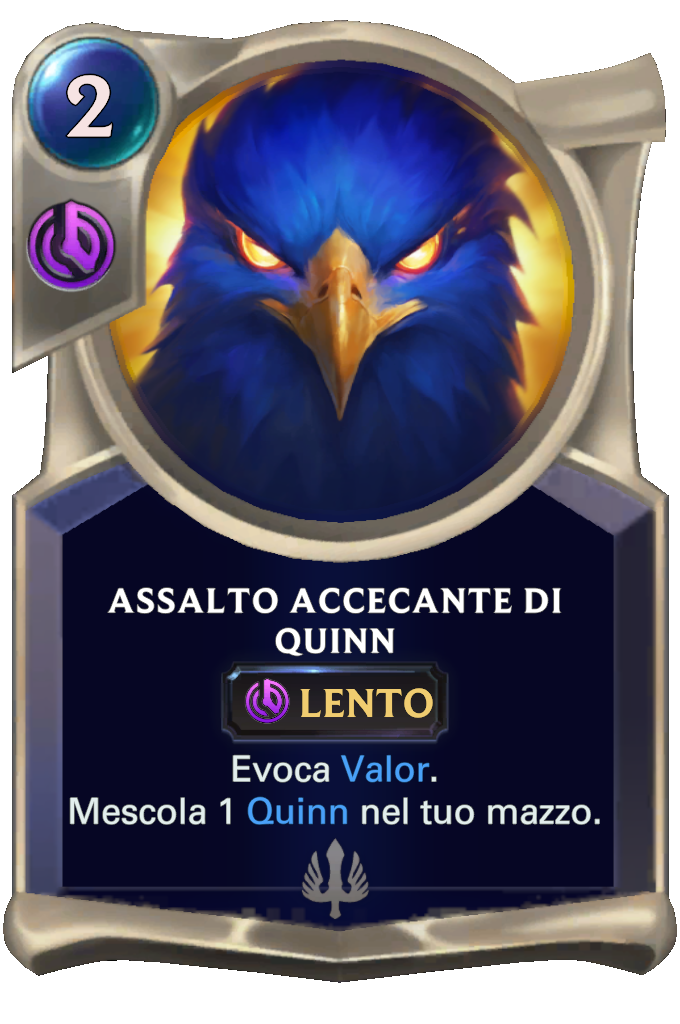 2
ASSALTO ACCECANTE DI
QUINN
LENTO
Evoca Valor.
Mescola 1 Quinn nel tuo mazzo.